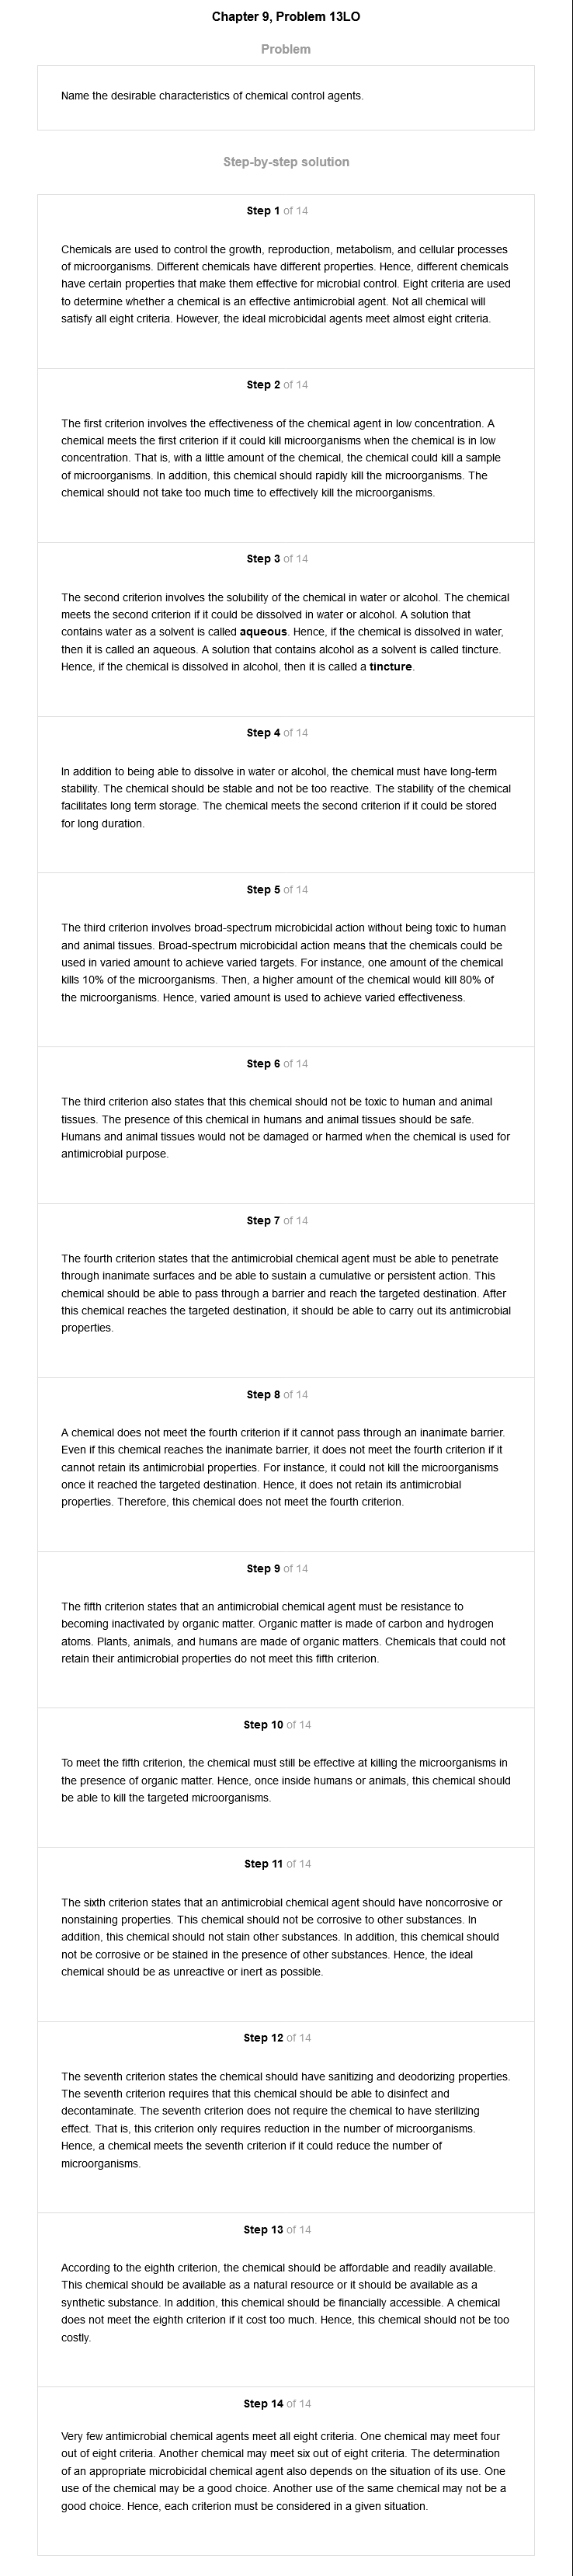 Chapter 9, Problem 13LO
Problem
Name the desirable characteristics of chemical control agents.
Step-by-step solution
Step 1 of 14
Chemicals are used to control the growth, reproduction, metabolism, and cellular processes
of microorganisms. Different chemicals have different properties. Hence, different chemicals
have certain properties that make them effective for microbial control. Eight criteria are used
to determine whether a chemical is an effective antimicrobial agent. Not all chemical will
satisfy all eight criteria. However, the ideal microbicidal agents meet almost eight criteria.
Step 2 of 14
The first criterion involves the effectiveness of the chemical agent in low concentration. A
chemical meets the first criterion if it could kill microorganisms when the chemical is in low
concentration. That is, with a little amount of the chemical, the chemical could kill a sample
of microorganisms. In addition, this chemical should rapidly kill the microorganisms. The
chemical should not take too much time to effectively kill the microorganisms.
Step 3 of 14
The second criterion involves the solubility of the chemical in water or alcohol. The chemical
meets the second criterion if it could be dissolved in water or alcohol. A solution that
contains water as a solvent is called aqueous. Hence, if the chemical is dissolved in water,
then it is called an aqueous. A solution that contains alcohol as a solvent is called tincture.
Hence, if the chemical is dissolved in alcohol, then it is called a tincture.
Step 4 of 14
In addition to being able to dissolve in water or alcohol, the chemical must have long-term
stability. The chemical should be stable and not be too reactive. The stability of the chemical
facilitates long term storage. The chemical meets the second criterion if it could be stored
for long duration.
Step 5 of 14
The third criterion involves broad-spectrum microbicidal action without being toxic to human
and animal tissues. Broad-spectrum microbicidal action means that the chemicals could be
used in varied amount to achieve varied targets. For instance, one amount of the chemical
kills 10% of the microorganisms. Then, a higher amount of the chemical would kill 80% of
the microorganisms. Hence, varied amount is used to achieve varied effectiveness.
Step 6 of 14
The third criterion also states that this chemical should not be toxic to human and animal
tissues. The presence of this chemical in humans and animal tissues should be safe.
Humans and animal tissues would not be damaged or harmed when the chemical is used for
antimicrobial purpose.
Step 7 of 14
The fourth criterion states that the antimicrobial chemical agent must be able to penetrate
through inanimate surfaces and be able to sustain a cumulative or persistent action. This
chemical should be able to pass through a barrier and reach the targeted destination. After
this chemical reaches the targeted destination, it should be able to carry out its antimicrobial
properties.
Step 8 of 14
A chemical does not meet the fourth criterion if it cannot pass through an inanimate barrier.
Even if this chemical reaches the inanimate barrier, it does not meet the fourth criterion if it
cannot retain its antimicrobial properties. For instance, it could not kill the microorganisms
once it reached the targeted destination. Hence, it does not retain its antimicrobial
properties. Therefore, this chemical does not meet the fourth criterion.
Step 9 of 14
The fifth criterion states that an antimicrobial chemical agent must be resistance to
becoming inactivated by organic matter. Organic matter is made of carbon and hydrogen
atoms. Plants, animals, and humans are made of organic matters. Chemicals that could not
retain their antimicrobial properties do not meet this fifth criterion.
Step 10 of 14
To meet the fifth criterion, the chemical must still be effective at killing the microorganisms in
the presence of organic matter. Hence, once inside humans or animals, this chemical should
be able to kill the targeted microorganisms.
Step 11 of 14
The sixth criterion states that an antimicrobial chemical agent should have noncorrosive or
nonstaining properties. This chemical should not be corrosive to other substances. In
addition, this chemical should not stain other substances. In addition, this chemical should
not be corrosive or be stained in the presence of other substances. Hence, the ideal
chemical should be as unreactive or inert as possible.
Step 12 of 14
The seventh criterion states the chemical should have sanitizing and deodorizing properties.
The seventh criterion requires that this chemical should be able to disinfect and
decontaminate. The seventh criterion does not require the chemical to have sterilizing
effect. That is, this criterion only requires reduction in the number of microorganisms.
Hence, a chemical meets the seventh criterion if it could reduce the number of
microorganisms.
Step 13 of 14
According to the eighth criterion, the chemical should be affordable and readily available.
This chemical should be available as a natural resource or it should be available as a
synthetic substance. In addition, this chemical should be financially accessible. A chemical
does not meet the eighth criterion if it cost too much. Hence, this chemical should not be too
costly.
Step 14 of 14
Very few antimicrobial chemical agents meet all eight criteria. One chemical may meet four
out of eight criteria. Another chemical may meet six out of eight criteria. The determination
of an appropriate microbicidal chemical agent also depends on the situation of its use. One
use of the chemical may be a good choice. Another use of the same chemical may not be a
good choice. Hence, each criterion must be considered in a given situation.